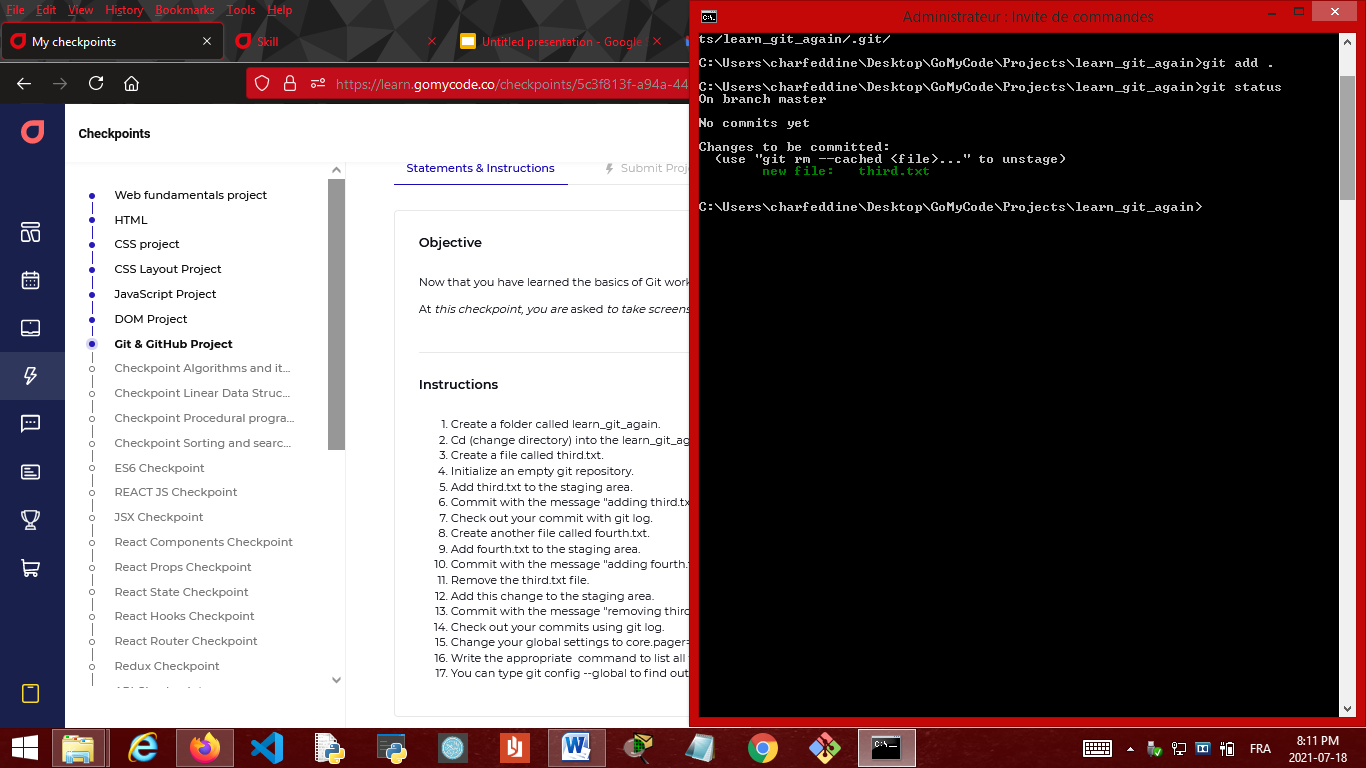 File Edit View History Bookmarks Tools Help
My checkpoints
Skill
Untitled presentation - Google
https://learn.gomycode.co/checkpoints/5c3f813f-a94a-44
Checkpoints
Web fundamentals project
HTML
CSS project
CSS Layout Project
JavaScript Project
DOM Project
Git & GitHub Project
Checkpoint Algorithms and it...
Checkpoint Linear Data Struc...
Checkpoint Procedural progra...
Checkpoint Sorting and searc...
ES6 Checkpoint
REACT JS Checkpoint
JSX Checkpoint
React Components Checkpoint
React Props Checkpoint
React State Checkpoint
React Hooks Checkpoint
React Router Checkpoint
Redux Checkpoint
Statements & Instructions
Submit Proj
Objective
Now that you have learned the basics of Git work
At this checkpoint, you are asked to take screens
Instructions
1. Create a folder called learn_git_again.
2. Cd (change directory) into the learn_git_ag
3. Create a file called third.txt.
4. Initialize an empty git repository.
5. Add third.txt to the staging area.
6. Commit with the message "adding third.tx
7. Check out your commit with git log.
8. Create another file called fourth.txt.
9. Add fourth.txt to the staging area.
10. Commit with the message "adding fourth.t
11. Remove the third.txt file.
12. Add this change to the staging area.
13. Commit with the message "removing third
14. Check out your commits using git log.
15. Change your global settings to core.pager=
16. Write the appropriate  command to list all
17. You can type git config --global to find out
Administrateur : Invite de commandes
ts/learn_git_again/.git/
C:\Users\charfeddine\Desktop\GoMyCode\Projects\learn_git_again>git add .
C:\Users\charfeddine\Desktop\GoMyCode\Projects\learn_git_again>git status
On branch master
No commits yet
Changes to be committed:
(use "git rm --cached <file>..." to unstage)
new file:   third.txt
C:\Users\charfeddine\Desktop\GoMyCode\Projects\learn_git_again>
FRA
8:11 PM
2021-07-18